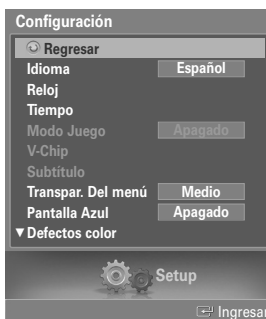 Configuración
Regresar
Idioma Español
Reloj
Tiempo
Modo Juego Apagado
V-Chip
Subtítulo
Transpar. Del menú Medio
Pantalla Azul Apagado
▼Defectos color
Setup
Ingresar